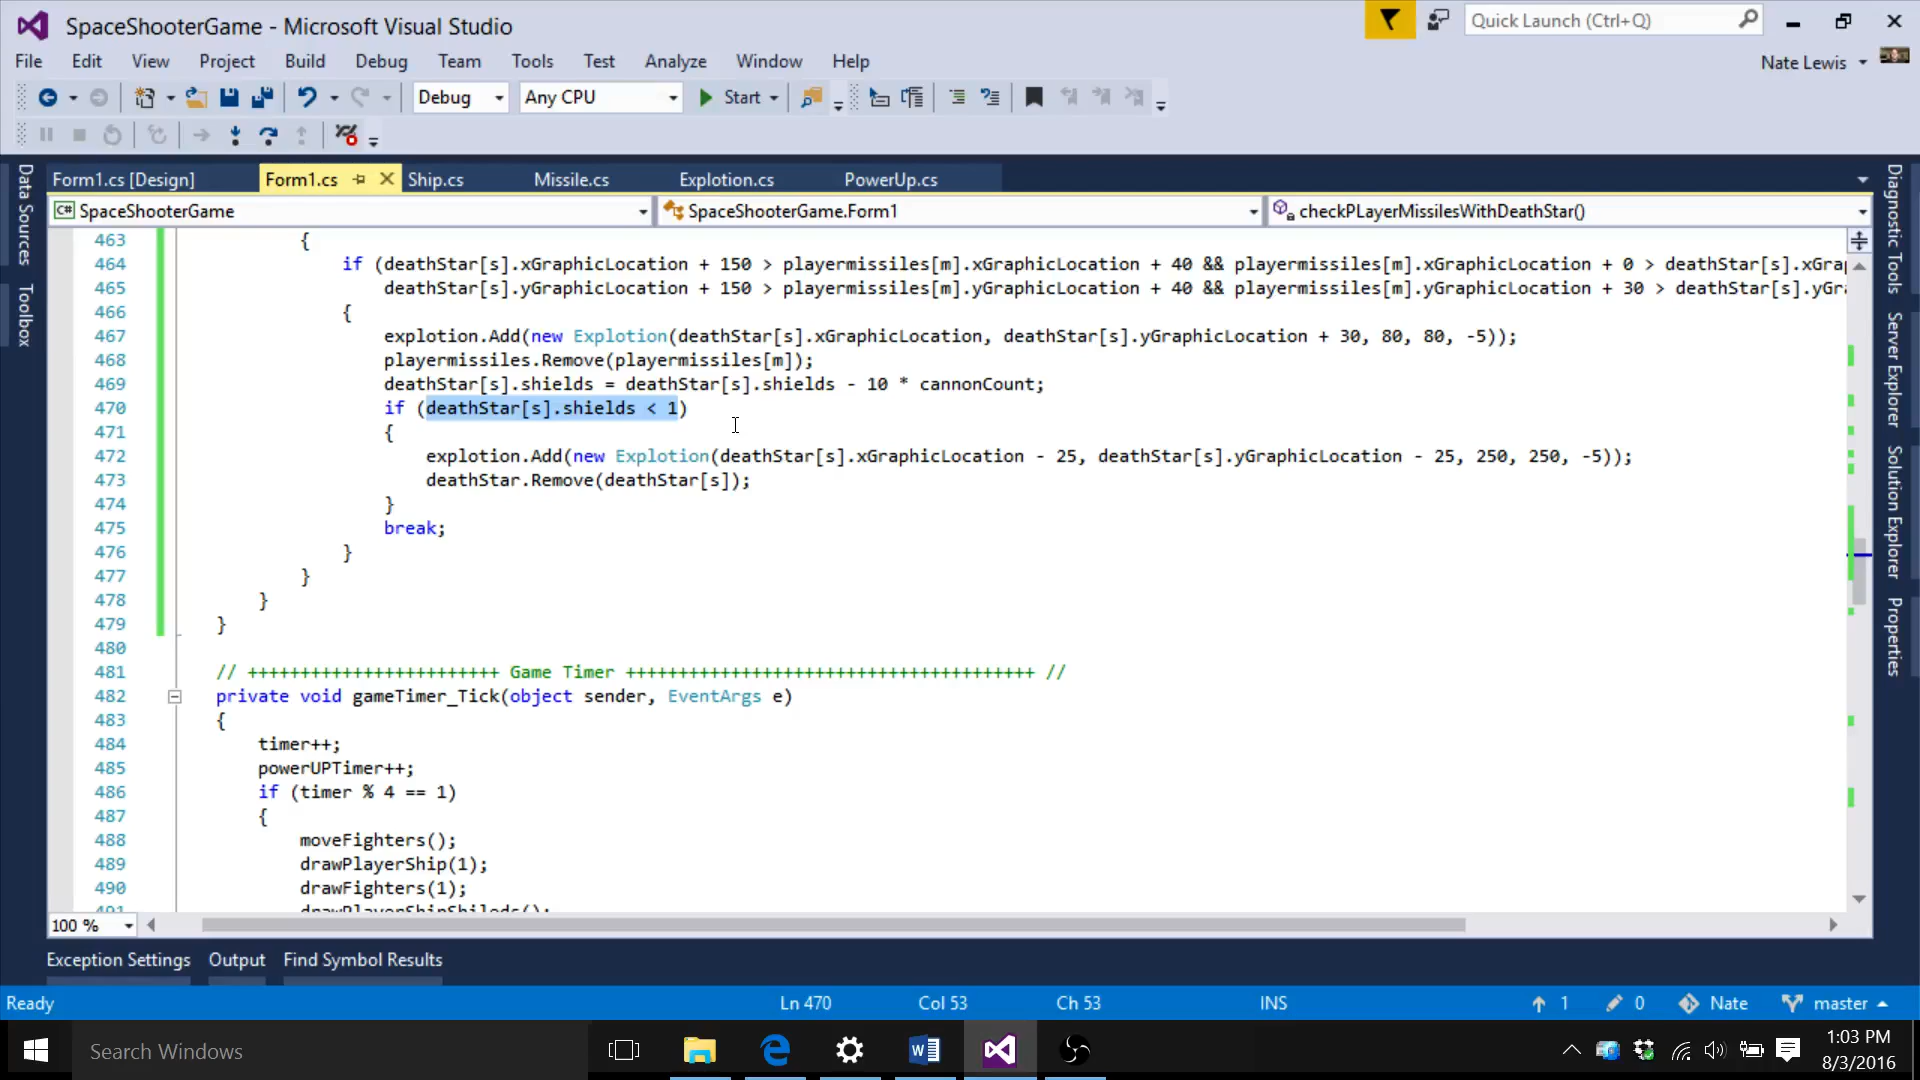 SpaceShooterGame - Microsoft Visual Studio
Quick Launch (Ctrl+Q)
File Edit View Project Build Debug Team Tools Test Analyze Window Help
Nate Lewis
Debug Any CPU Start
Form1.cs [Design] Form1.cs Ship.cs Missile.cs Explotion.cs PowerUp.cs
C# SpaceShooterGame SpaceShooterGame.Form1 checkPLayerMissilesWithDeathStar()
Data Sources
Toolbox
463 {
464 if (deathStar[s].xGraphicLocation + 150 > playermissiles[m].xGraphicLocation + 40 && playermissiles[m].xGraphicLocation + 0 > deathStar[s].xGra
465 deathStar[s].yGraphicLocation + 150 > playermissiles[m].yGraphicLocation + 40 && playermissiles[m].yGraphicLocation + 30 > deathStar[s].yGr
466 {
467 explotion.Add(new Explotion(deathStar[s].xGraphicLocation, deathStar[s].yGraphicLocation + 30, 80, 80, -5));
468 playermissiles.Remove(playermissiles[m]);
469 deathStar[s].shields = deathStar[s].shields - 10 * cannonCount;
470 if (deathStar[s].shields < 1)
471 {
472 explotion.Add(new Explotion(deathStar[s].xGraphicLocation - 25, deathStar[s].yGraphicLocation - 25, 250, 250, -5));
473 deathStar.Remove(deathStar[s]);
474 }
475 break;
476 }
477 }
478 }
479 }
480
481 // ++++++++++++++++++++++++ Game Timer +++++++++++++++++++++++++++++++++++++++ //
482 private void gameTimer_Tick(object sender, EventArgs e)
483 {
484 timer++;
485 powerUPTimer++;
486 if (timer % 4 == 1)
487 {
488 moveFighters();
489 drawPlayerShip(1);
490 drawFighters(1);
491 drawPlayerShipShileds();
Diagnostic Tools
Server Explorer
Solution Explorer
Properties
100 %
Exception Settings Output Find Symbol Results
Ready Ln 470 Col 53 Ch 53 INS 1 0 Nate master
Search Windows
1:03 PM
8/3/2016